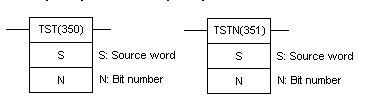 TST(350)
S S: Source word
N N: Bit number
TSTN(351)
S S: Source word
N N: Bit number